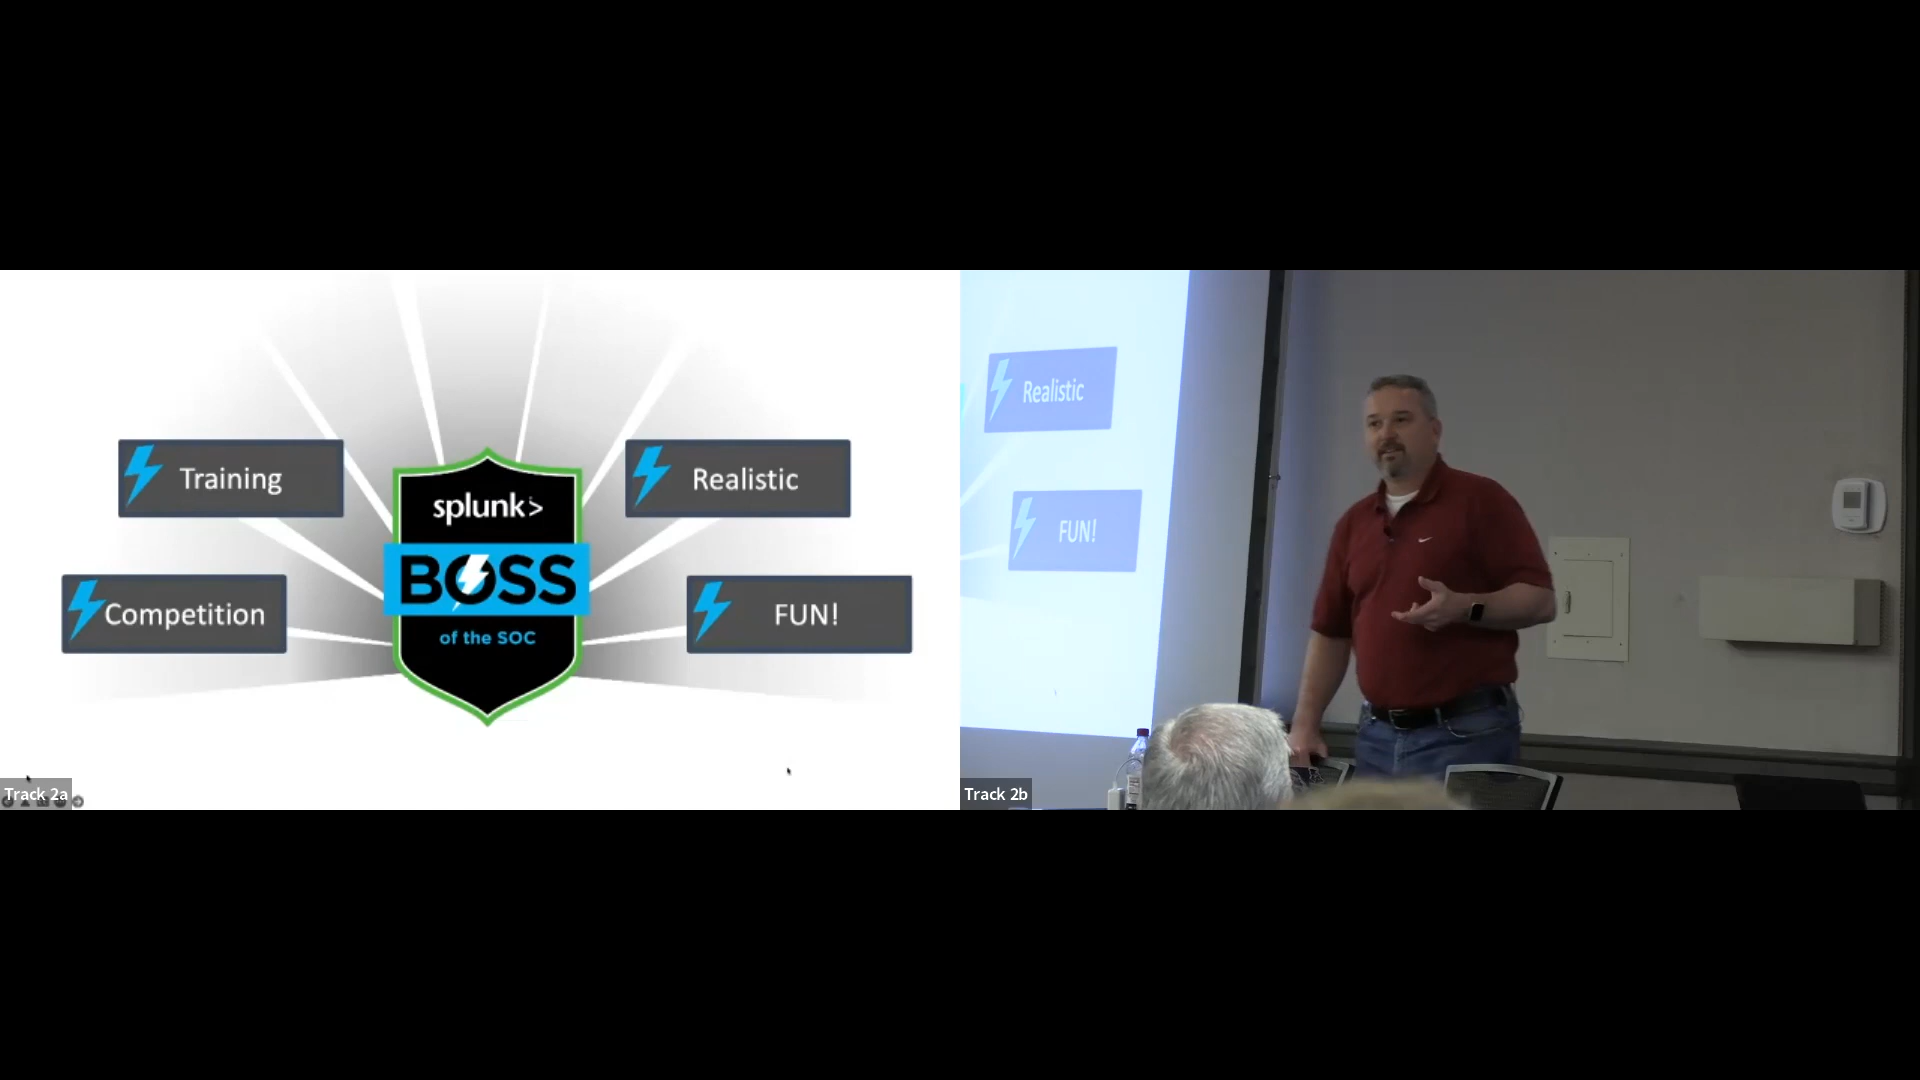 Training
Competition
splunk>
BOSS
of the SOC
Realistic
FUN!
Track 2a
Realistic
FUN!
Track 2b